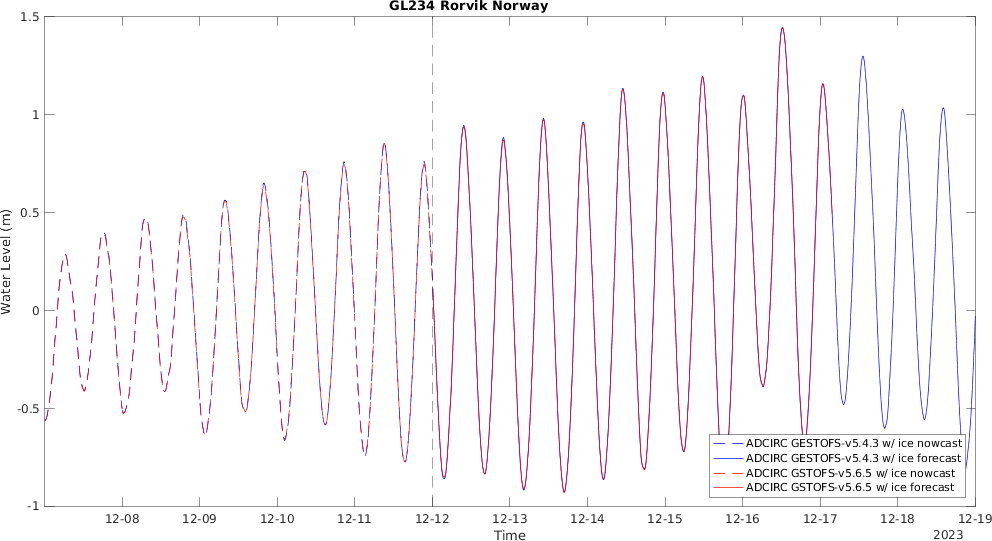 GL234 Rorvik Norway
1.5
1
0.5
0
-0.5
-1
Water Level (m)
ADCIRC GESTOFS-v5.4.3 w/ ice nowcast
ADCIRC GESTOFS-v5.4.3 w/ ice forecast
ADCIRC GSTOFS-v5.6.5 w/ ice nowcast
ADCIRC GSTOFS-v5.6.5 w/ ice forecast
12-08 12-09 12-10 12-11 12-12 12-13 12-14 12-15 12-16 12-17 12-18 12-19
Time
2023